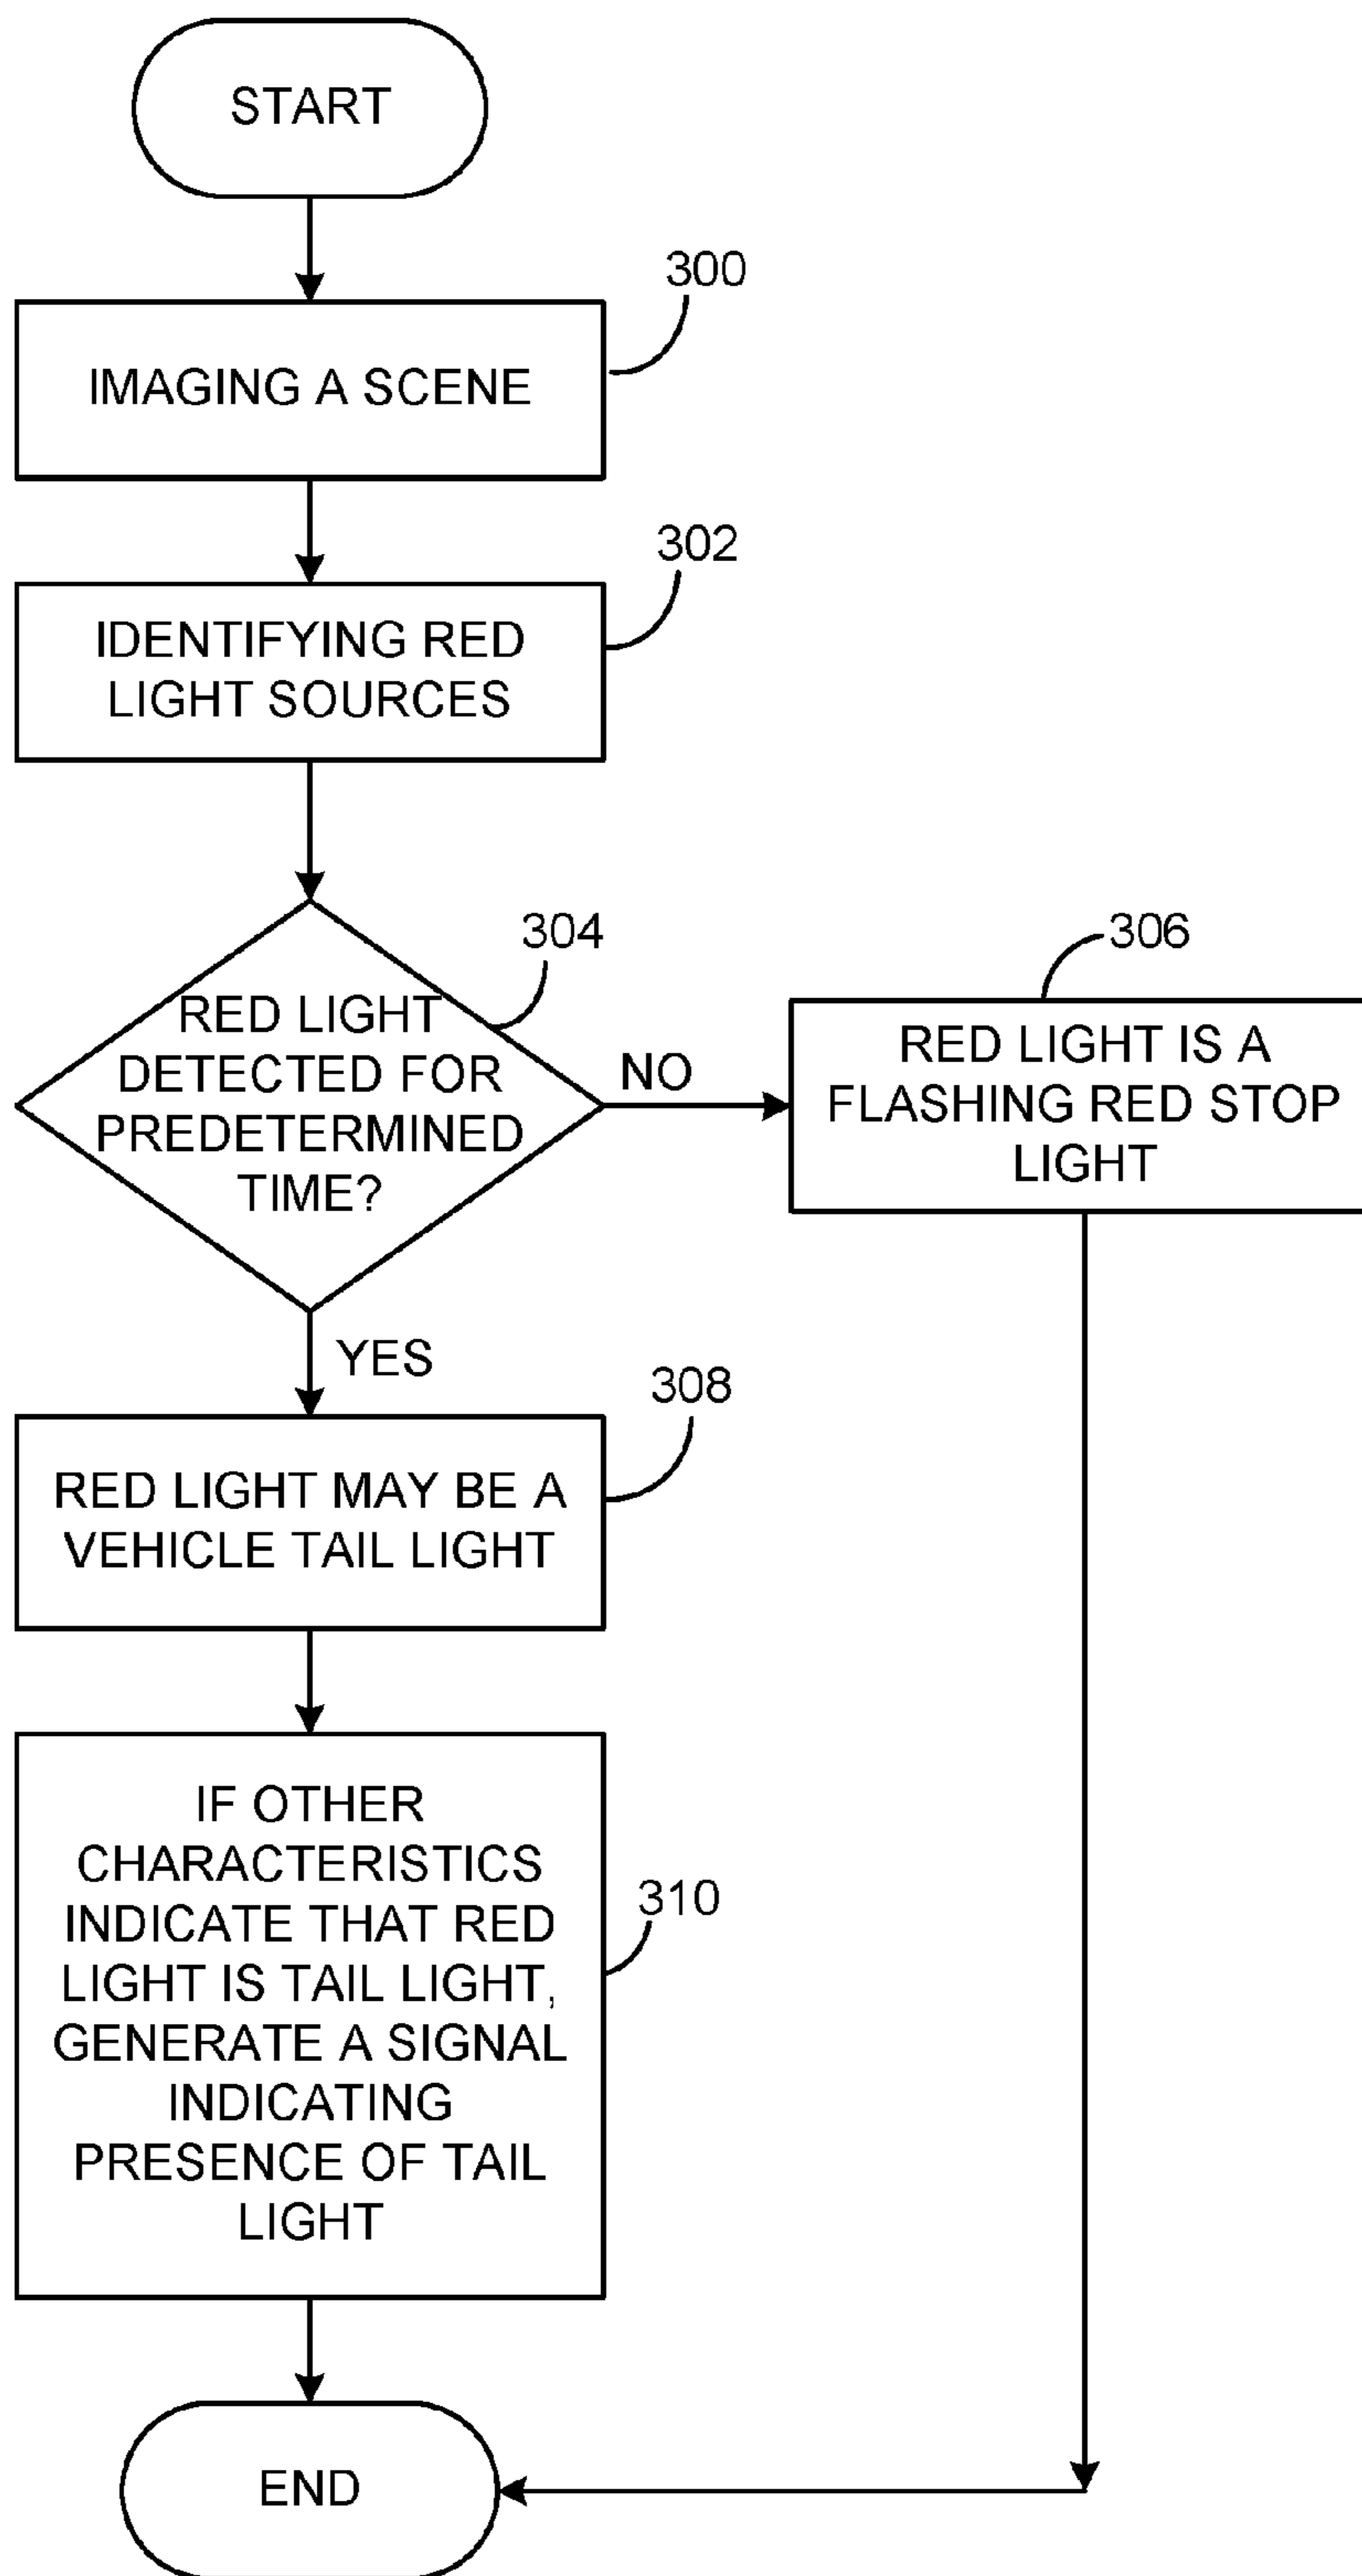 START
300
IMAGING A SCENE
302
IDENTIFYING RED
LIGHT SOURCES
304
RED LIGHT
DETECTED FOR
PREDETERMINED
TIME?
NO
306
RED LIGHT IS A
FLASHING RED STOP
LIGHT
YES
308
RED LIGHT MAY BE A
VEHICLE TAIL LIGHT
310
IF OTHER
CHARACTERISTICS
INDICATE THAT RED
LIGHT IS TAIL LIGHT,
GENERATE A SIGNAL
INDICATING
PRESENCE OF TAIL
LIGHT
END